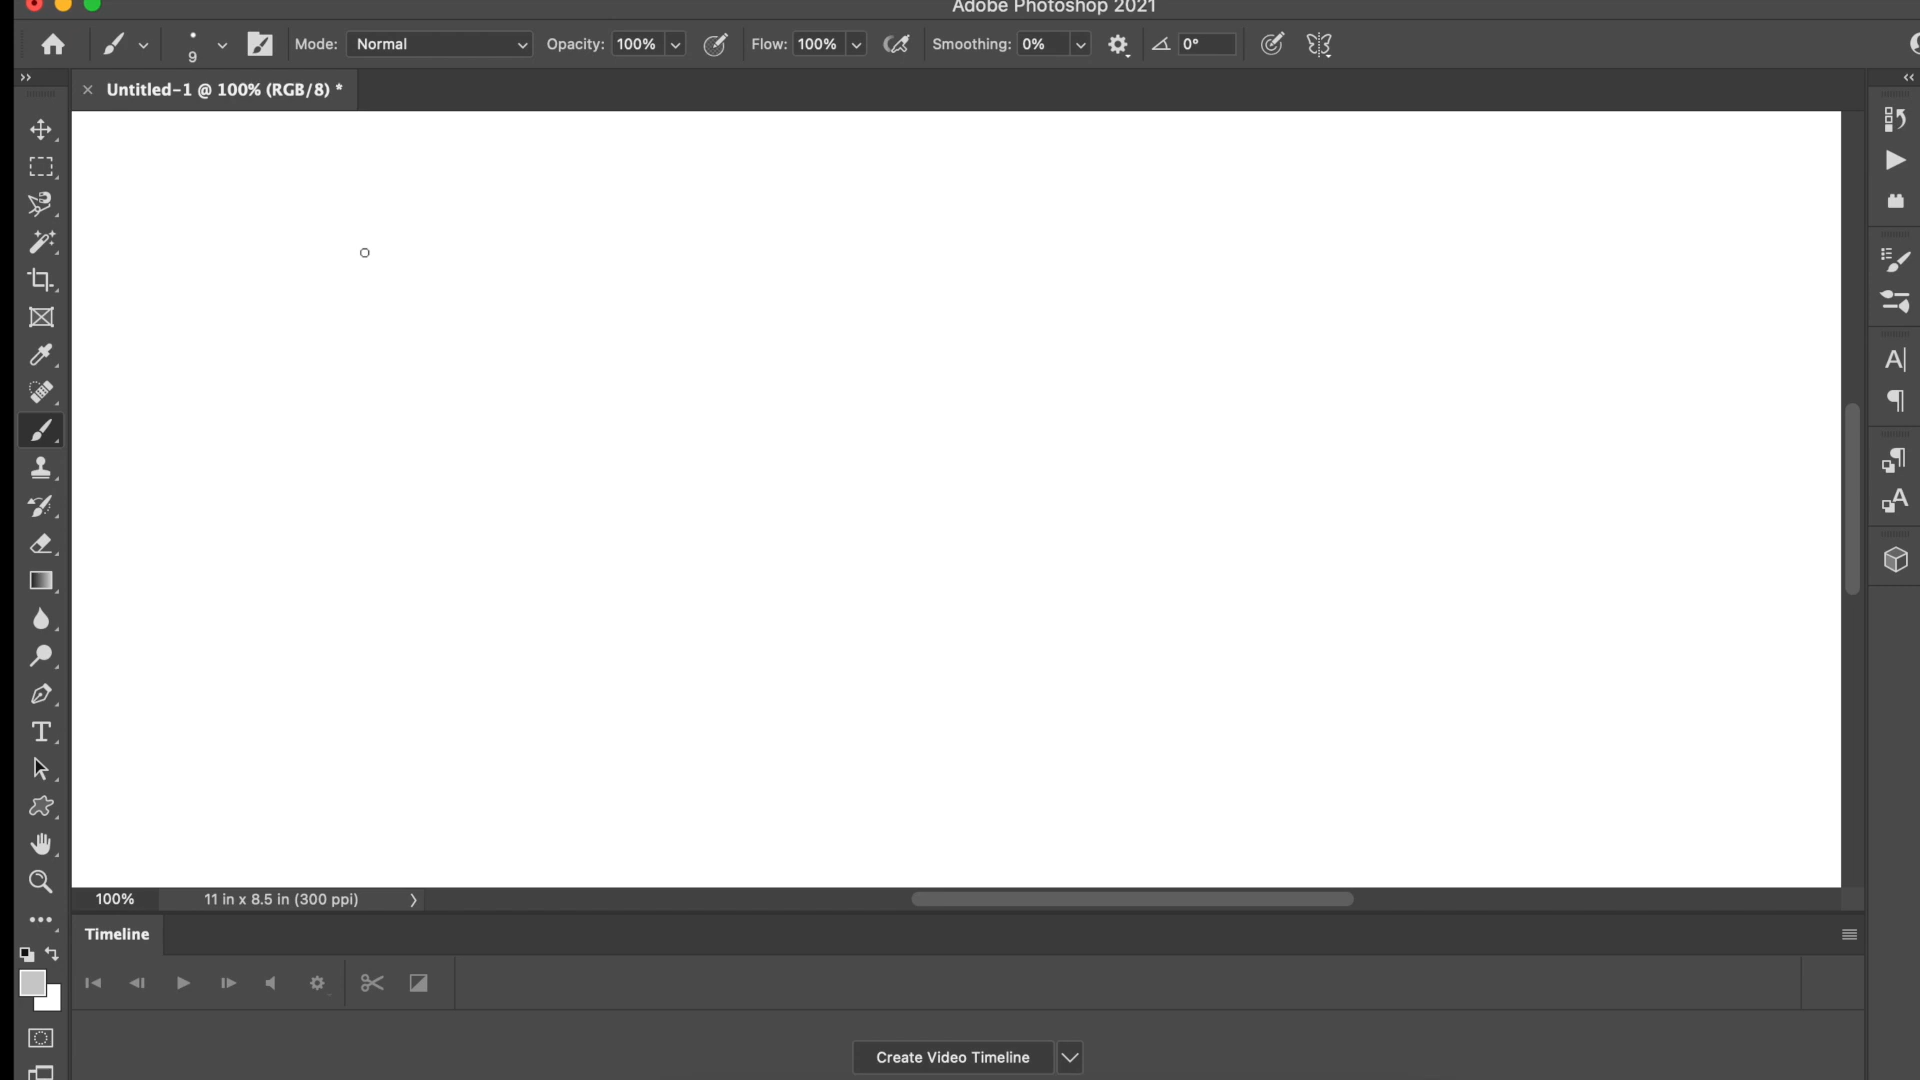 Adobe Photoshop 2021
9 Mode: Normal Opacity: 100% Flow: 100% Smoothing: 0% 0°
Untitled-1 @ 100% (RGB/8) *
100% 11 in x 8.5 in (300 ppi)
Timeline
Create Video Timeline